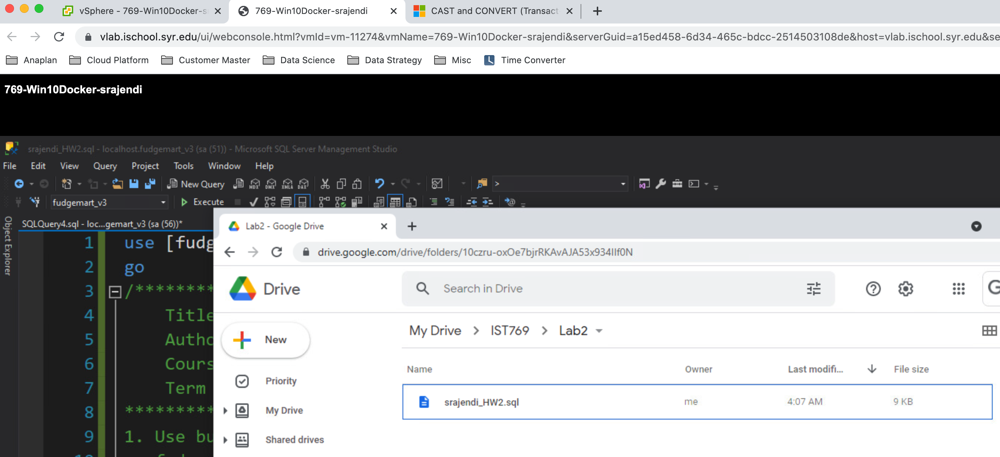 vSphere - 769-Win10Docker-s
769-Win10Docker-srajendi
CAST and CONVERT (Transact
vlab.ischool.syr.edu/ui/webconsole.html?vmId=vm-11274&vmName=769-Win10Docker-srajendi&serverGuid=a15ed458-6d34-465c-bdcc-2514503108de&host=vlab.ischool.syr.edu&se
Anaplan Cloud Platform Customer Master Data Science Data Strategy Misc Time Converter
769-Win10Docker-srajendi
srajendi_HW2.sql - localhost.fudgemart_v3 (sa (51)) - Microsoft SQL Server Management Studio
File Edit View Query Project Tools Window Help
New Query MDX DMX XMLA DAX >
fudgemart_v3 Execute
Object Explorer
SQLQuery4.sql - loc...gemart_v3 (sa (56))*
1 use [fudg
2 go
3 /*********
4 Title
5 Autho
6 Cours
7 Term
8 *********
9 1. Use bu
10
Lab2 - Google Drive
drive.google.com/drive/folders/10czru-oxOe7bjrRKAvAJA53x934IIf0N
Drive
Search in Drive
G
New
My Drive > IST769 > Lab2
Name Owner Last modifi... File size
srajendi_HW2.sql me 4:07 AM 9 KB
Priority
My Drive
Shared drives